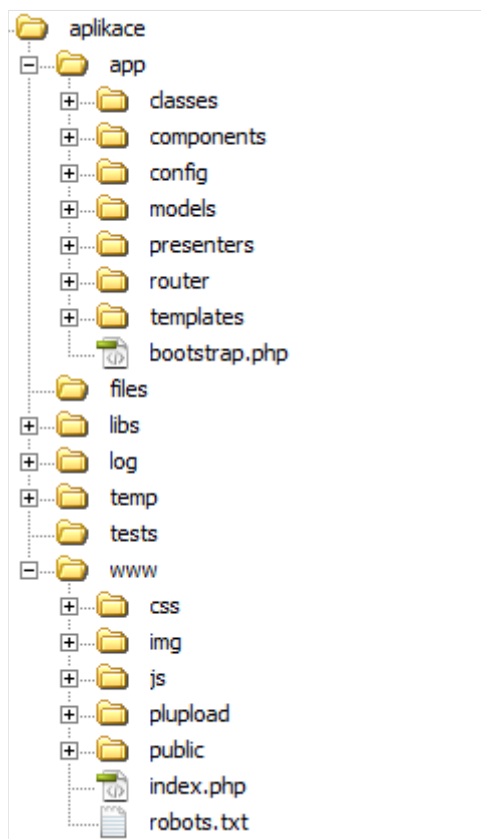 aplikace
app
classes
components
config
models
presenters
router
templates
bootstrap.php
files
libs
log
temp
tests
www
css
img
js
plupload
public
index.php
robots.txt